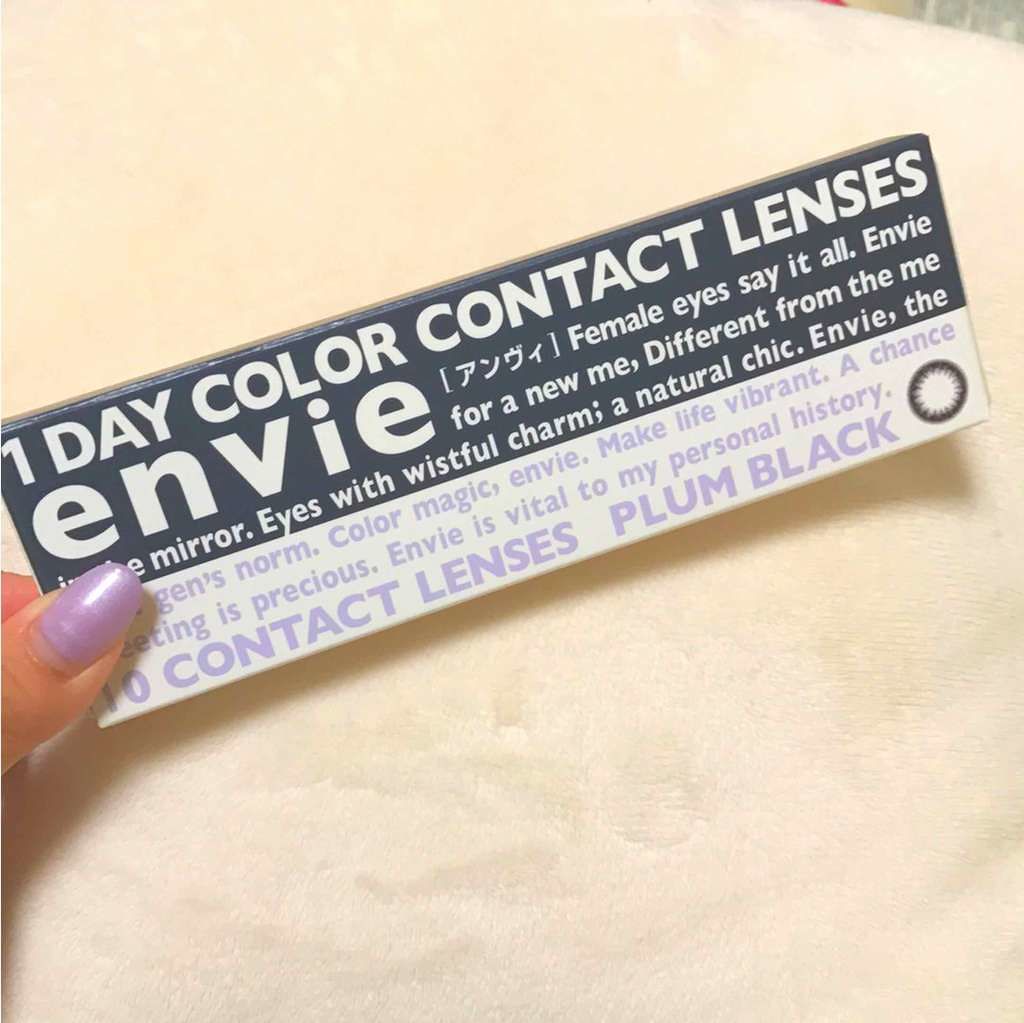 1 DAY COLOR CONTACT LENSES
envie [アンヴィ] Female eyes say it all. Envie
for a new me, Different from the me
mirror. Eyes with wistful charm; a natural chic. Envie, the
gen's norm. Color magic, envie. Make life vibrant. A chance
is precious. Envie is vital to my personal history.
10 CONTACT LENSES PLUM BLACK